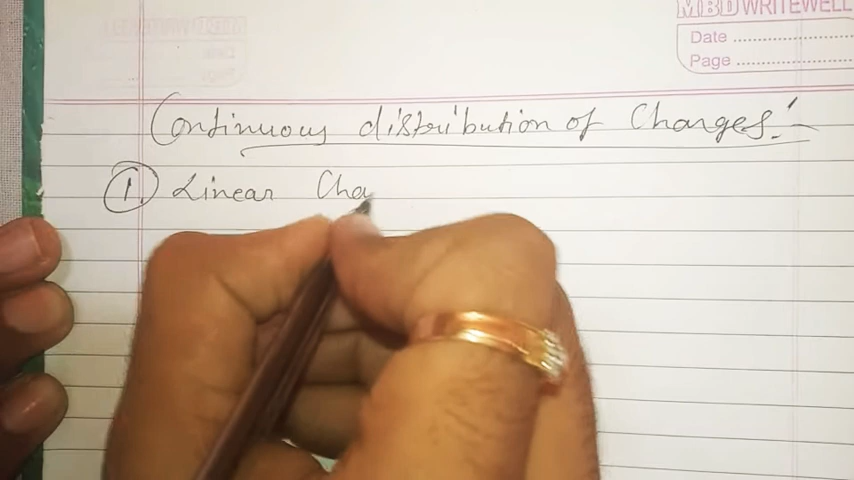 MBD WRITEWELL
Date
Page
Continuous distribution of Charges:-
1. Linear Cha